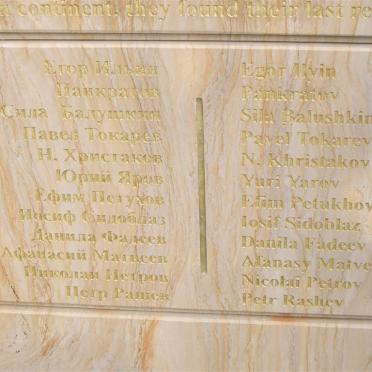 continent, they found their last re
Егор Ильин
Панкратов
Сила Балушкин
Павел Токарев
Н. Христаков
Юрий Яров
Ефим Петухов
Иосиф Сидоблаз
Данила Фадеев
Афанасий Матвеев
Николай Петров
Петр Рашев
Egor Ilyin
Pankratov
Sila Balushkin
Pavel Tokarev
N. Khristakov
Yuri Yarov
Efim Petukhov
Iosif Sidoblaz
Danila Fadeev
Afanasy Matve
Nicolai Petrov
Petr Rashev